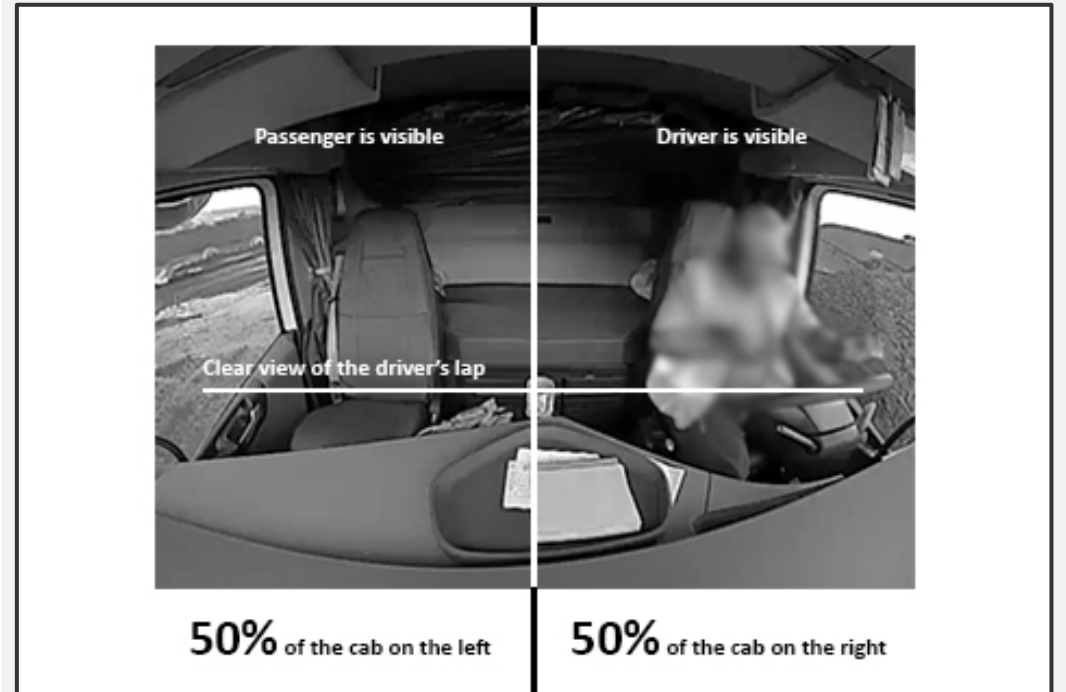 Passenger is visible
Driver is visible
Clear view of the driver's lap
50% of the cab on the left
50% of the cab on the right